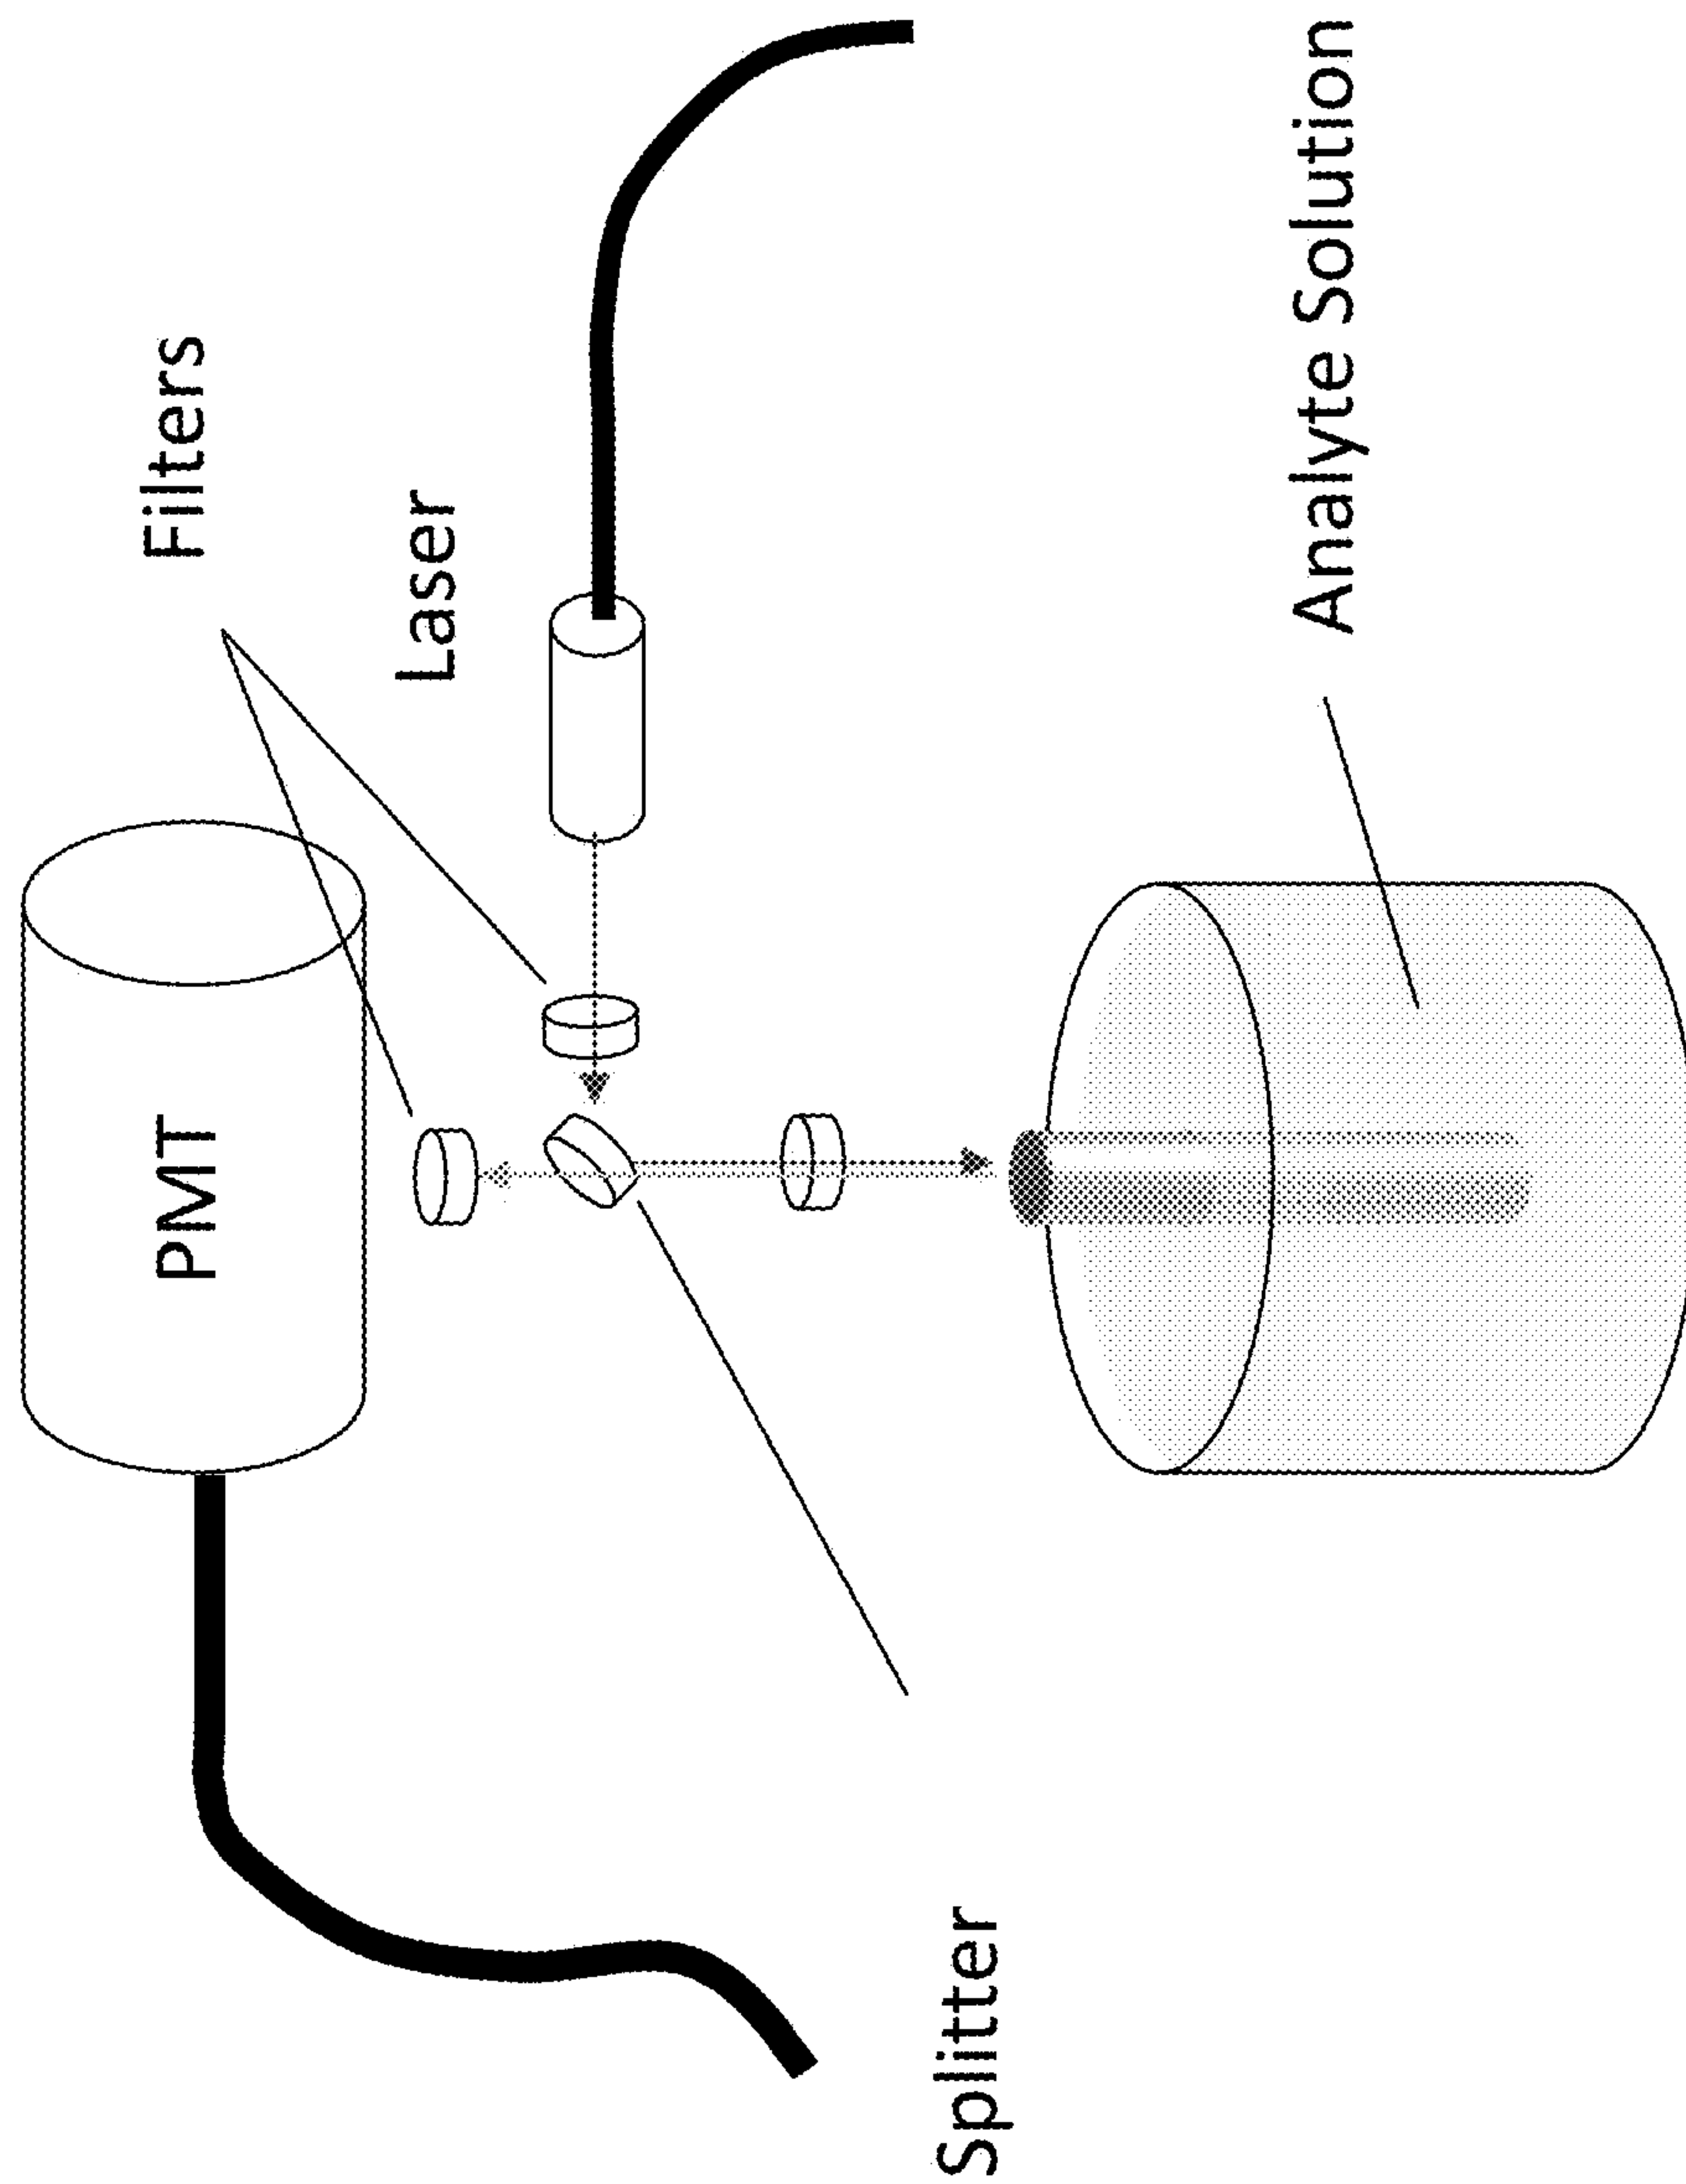 Filters
PMT
Laser
Splitter
Analyte Solution